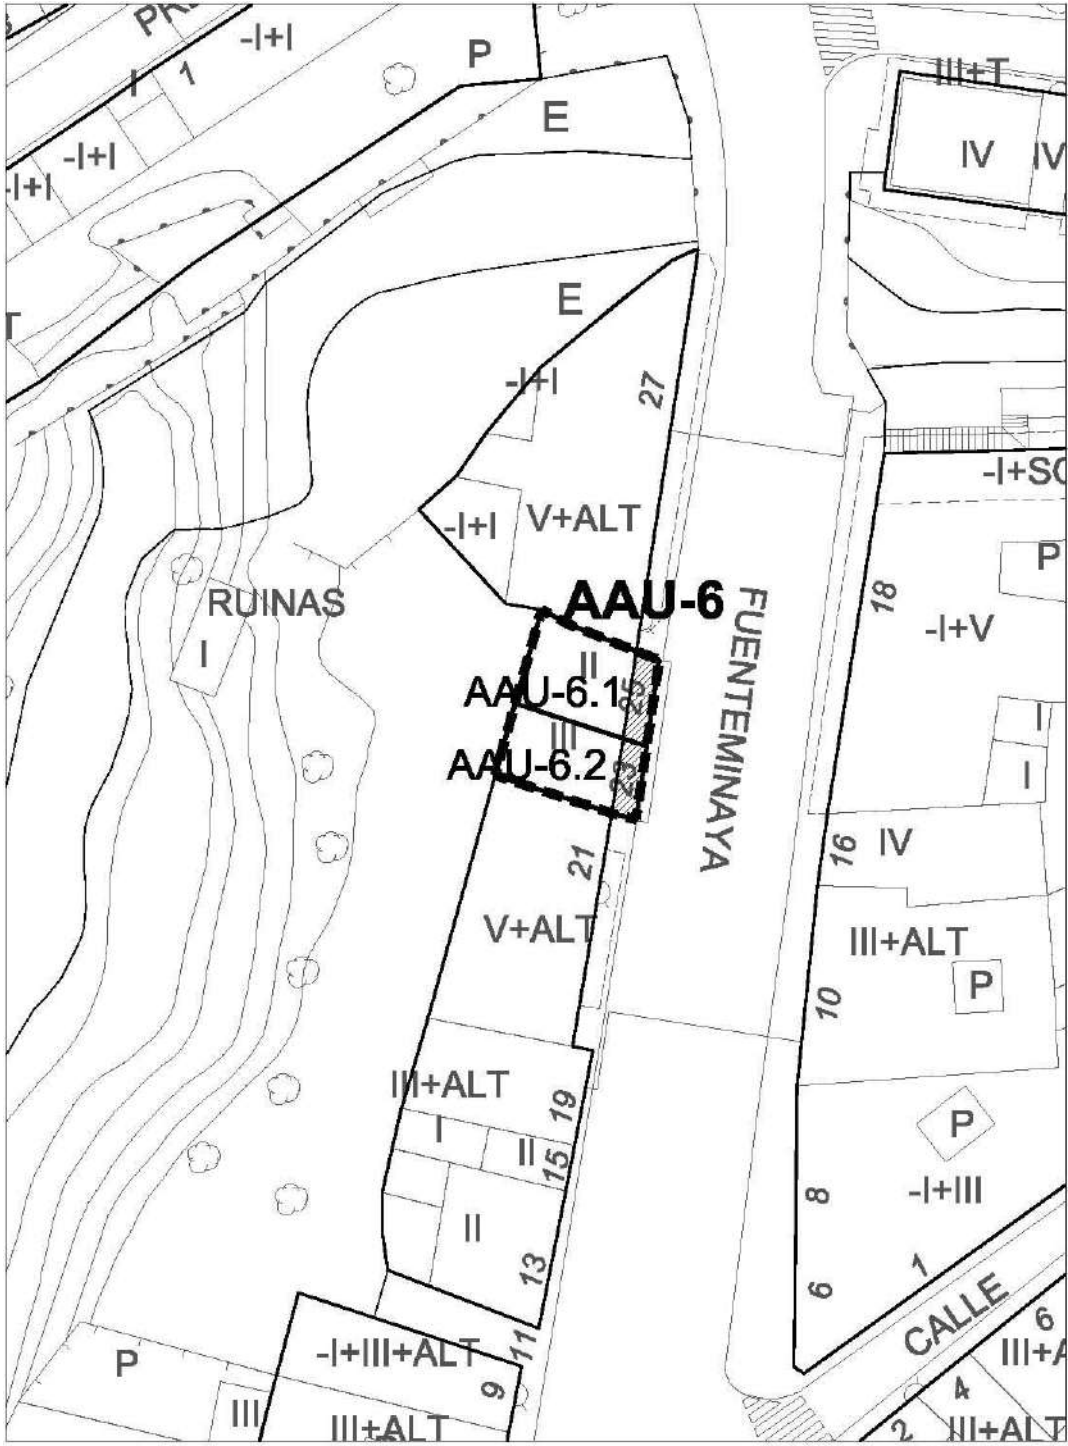 -I+I
P
I
1
III+T
E
IV
IV
-I+I
-I+I
E
-I+I
27
-I+SO
V+ALT
-I+I
P
18
AAU-6
RUINAS
FUENTEMINAYA
-I+V
I
II
25
AAU-6.1
I
III
AAU-6.2
23
I
16
IV
21
V+ALT
III+ALT
P
10
III+ALT
19
I
II
15
P
8
-I+III
II
13
1
6
CALLE
6
11
-I+III+ALT
P
9
III+A
4
III
III+ALT
2
III+ALT